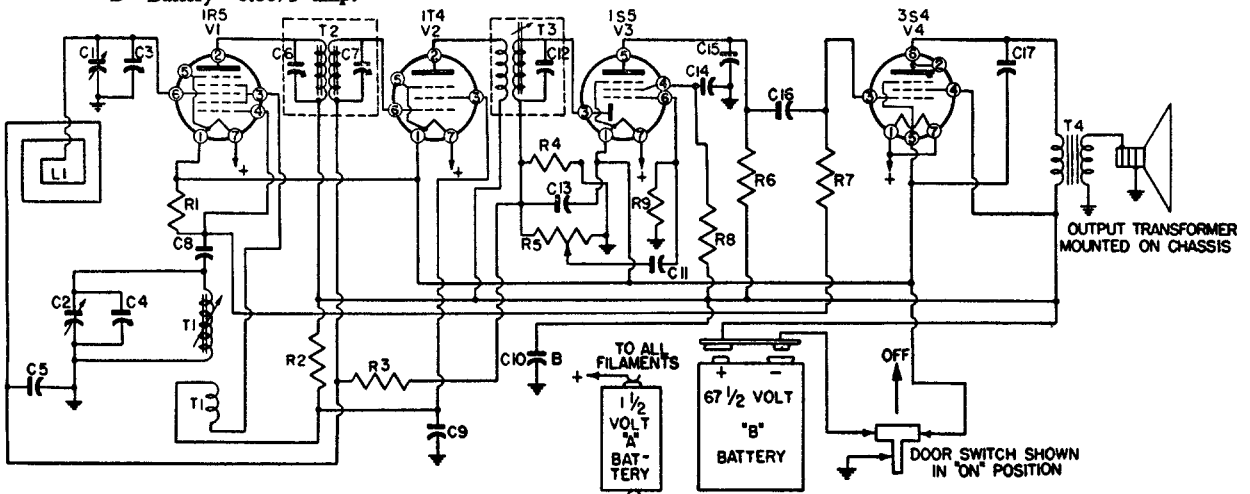 "B" Battery 0.0075 amp.
1R5 V1
T2
1T4 V2
T3
1S5 V3
3S4 V4
C1
C3
C6
C7
C12
C15
C14
C16
C17
T4
L1
R1
C8
R4
C13
R5
R9
C11
R8
R6
R7
C2
C4
T1
C5
T1
R2
R3
C9
C10
B
OUTPUT TRANSFORMER
MOUNTED ON CHASSIS
TO ALL
FILAMENTS
+
1 1/2
VOLT
"A"
BAT-
TERY
+ -
67 1/2 VOLT
"B"
BATTERY
OFF
DOOR SWITCH SHOWN
IN "ON" POSITION